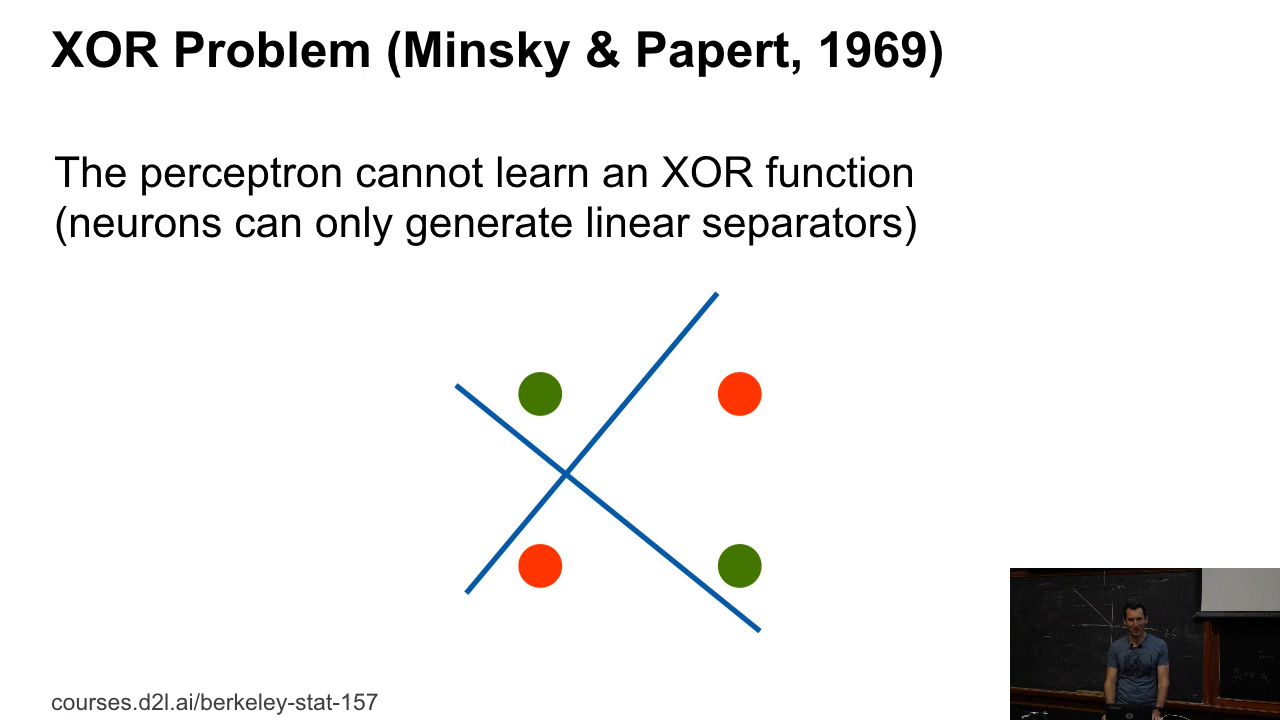 XOR Problem (Minsky & Papert, 1969)
The perceptron cannot learn an XOR function
(neurons can only generate linear separators)
courses.d2l.ai/berkeley-stat-157